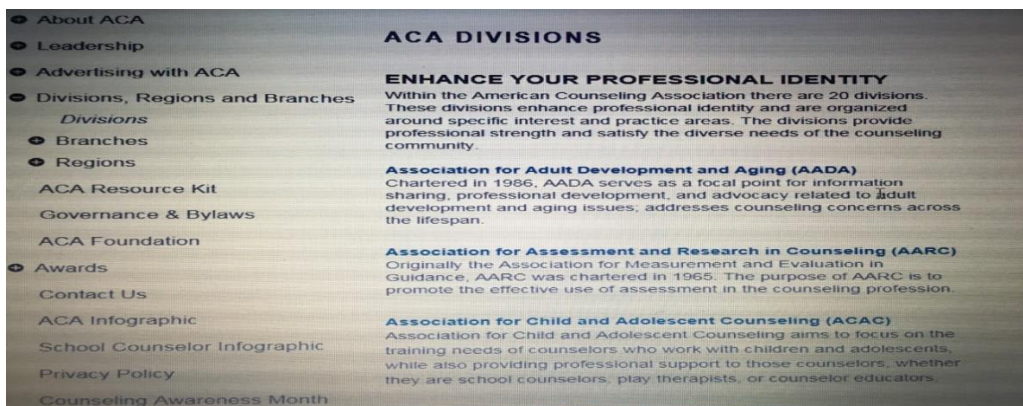 About ACA
Leadership
Advertising with ACA
Divisions, Regions and Branches
Divisions
Branches
Regions
ACA Resource Kit
Governance & Bylaws
ACA Foundation
Awards
Contact Us
ACA Infographic
School Counselor Infographic
Privacy Policy
Counseling Awareness Month
ACA DIVISIONS
ENHANCE YOUR PROFESSIONAL IDENTITY
Within the American Counseling Association there are 20 divisions.
These divisions enhance professional identity and are organized
around specific interest and practice areas. The divisions provide
professional strength and satisfy the diverse needs of the counseling
community.
Association for Adult Development and Aging (AADA)
Chartered in 1986, AADA serves as a focal point for information
sharing, professional development, and advocacy related to adult
development and aging issues; addresses counseling concerns across
the lifespan.
Association for Assessment and Research in Counseling (AARC)
Originally the Association for Measurement and Evaluation in
Guidance, AARC was chartered in 1965. The purpose of AARC is to
promote the effective use of assessment in the counseling profession.
Association for Child and Adolescent Counseling (ACAC)
Association for Child and Adolescent Counseling aims to focus on the
training needs of counselors who work with children and adolescents,
while also providing professional support to those counselors, whether
they are school counselors, play therapists, or counselor educators.